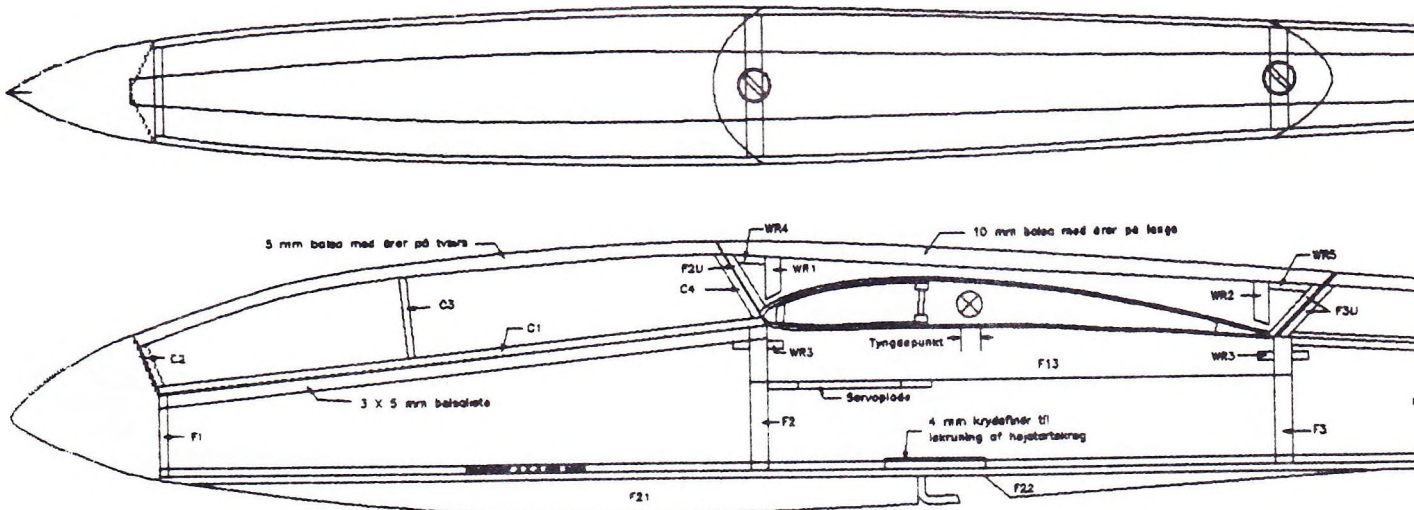 5 mm balsa med årer på tværs
WR4
10 mm balsa med årer på langs
F2U
WR1
WR5
C4
C3
WR2
F3U
C1
C2
Tyngdepunkt
WR3
WR3
F13
3 X 5 mm balsaliste
Servoplade
F1
F2
4 mm krydsfinér til
iskruning af højstartskrog
F3
F21
F22